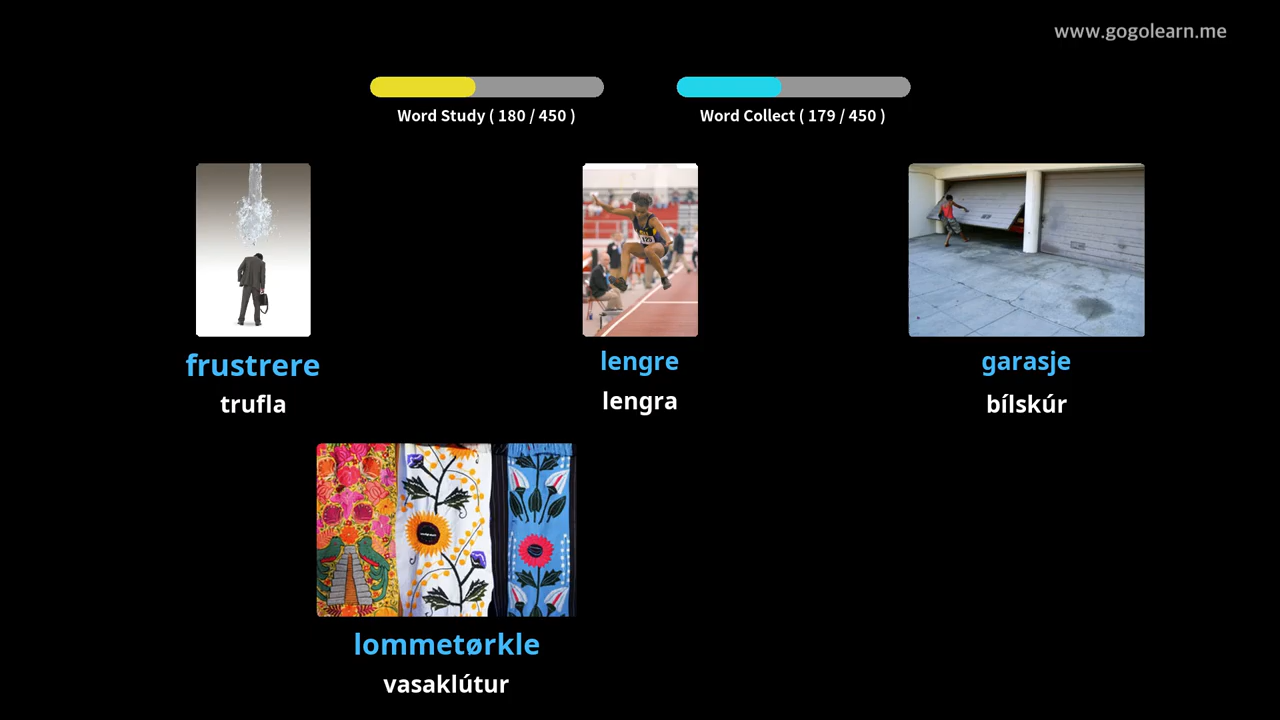 www.gogolearn.me
Word Study ( 180 / 450 )
Word Collect ( 179 / 450 )
frustrere
trufla
lengre
lengra
garasje
bílskúr
lommetørkle
vasaklútur